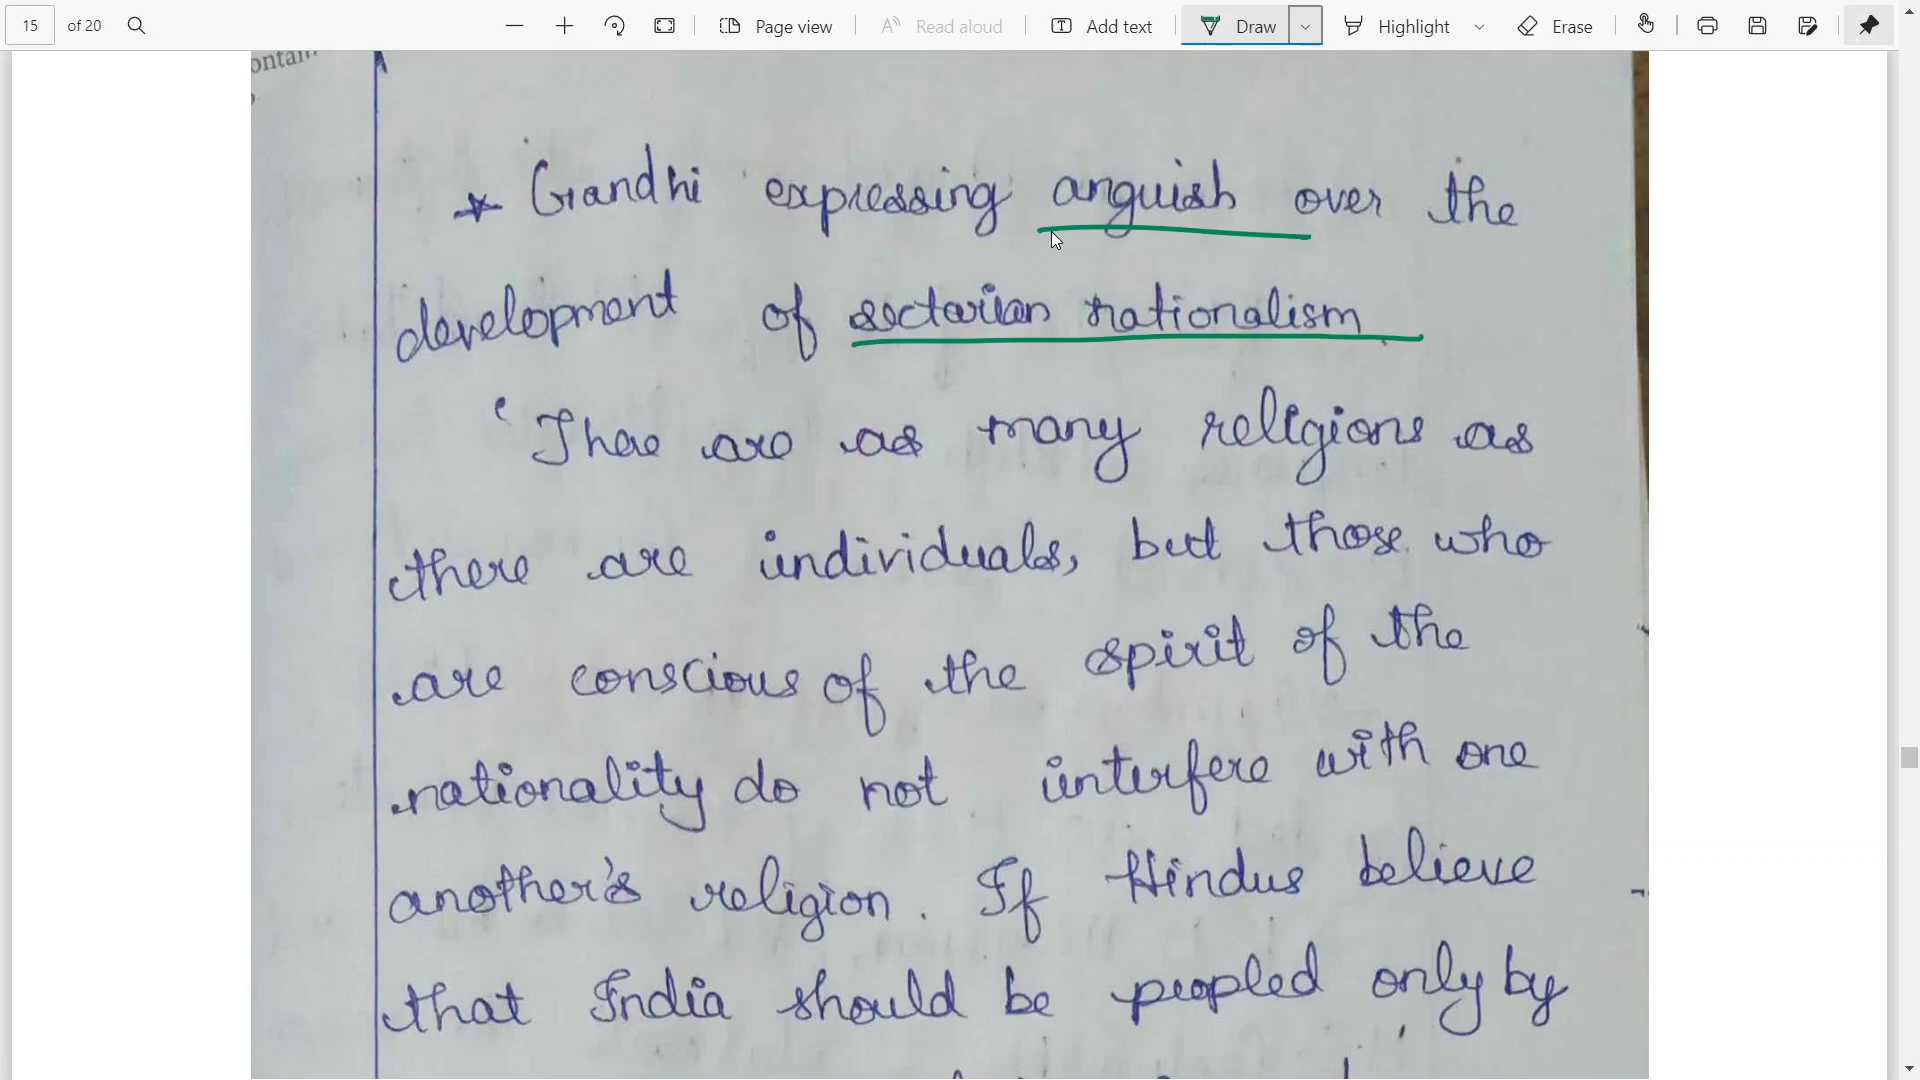 15 of 20 Page view Read aloud Add text Draw Highlight Erase
* Gandhi expressing anguish over the
development of sectarian nationalism
' Thae are as many religions as
there are individuals, but those who
are conscious of the spirit of the
nationality do not interfere with one
another's religion. If Hindus believe
that India should be peopled only by